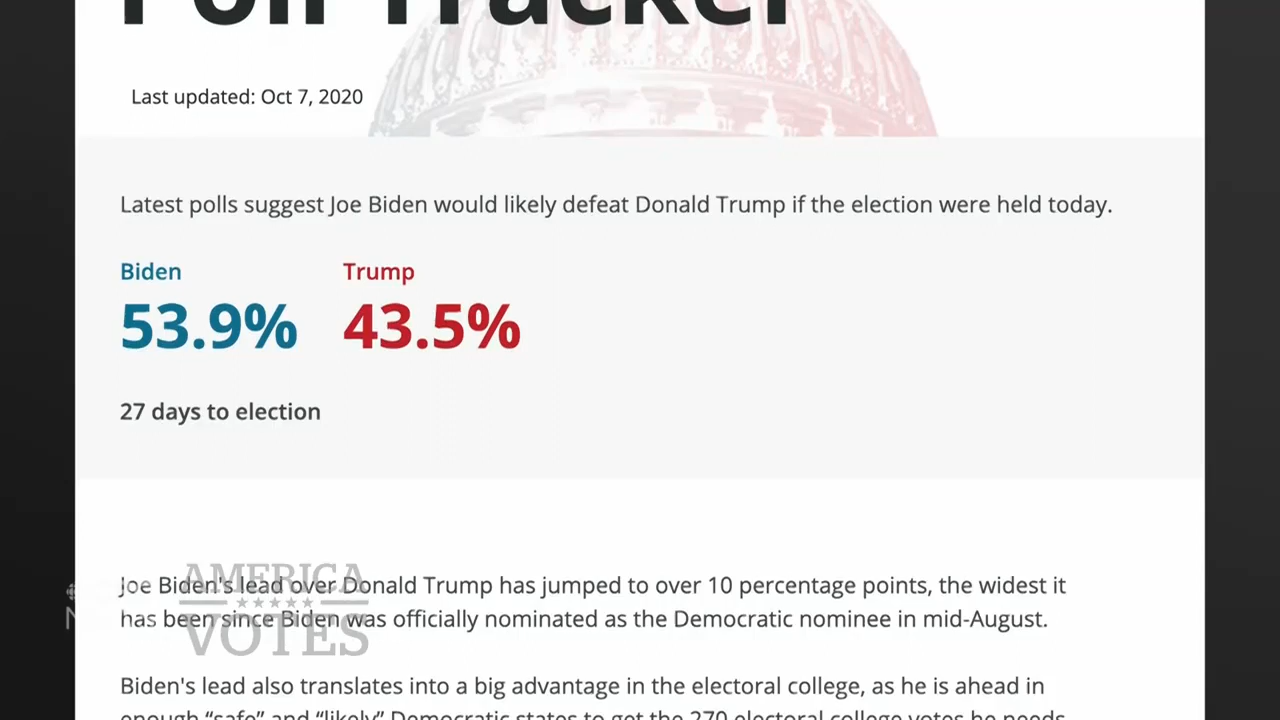 Poll Tracker
Last updated: Oct 7, 2020
Latest polls suggest Joe Biden would likely defeat Donald Trump if the election were held today.
Biden
Trump
53.9%
43.5%
27 days to election
Joe Biden's lead over Donald Trump has jumped to over 10 percentage points, the widest it
has been since Biden was officially nominated as the Democratic nominee in mid-August.
AMERICA
VOTES
Biden's lead also translates into a big advantage in the electoral college, as he is ahead in
enough “safe” and “likely” Democratic states to get the 270 electoral college votes he needs